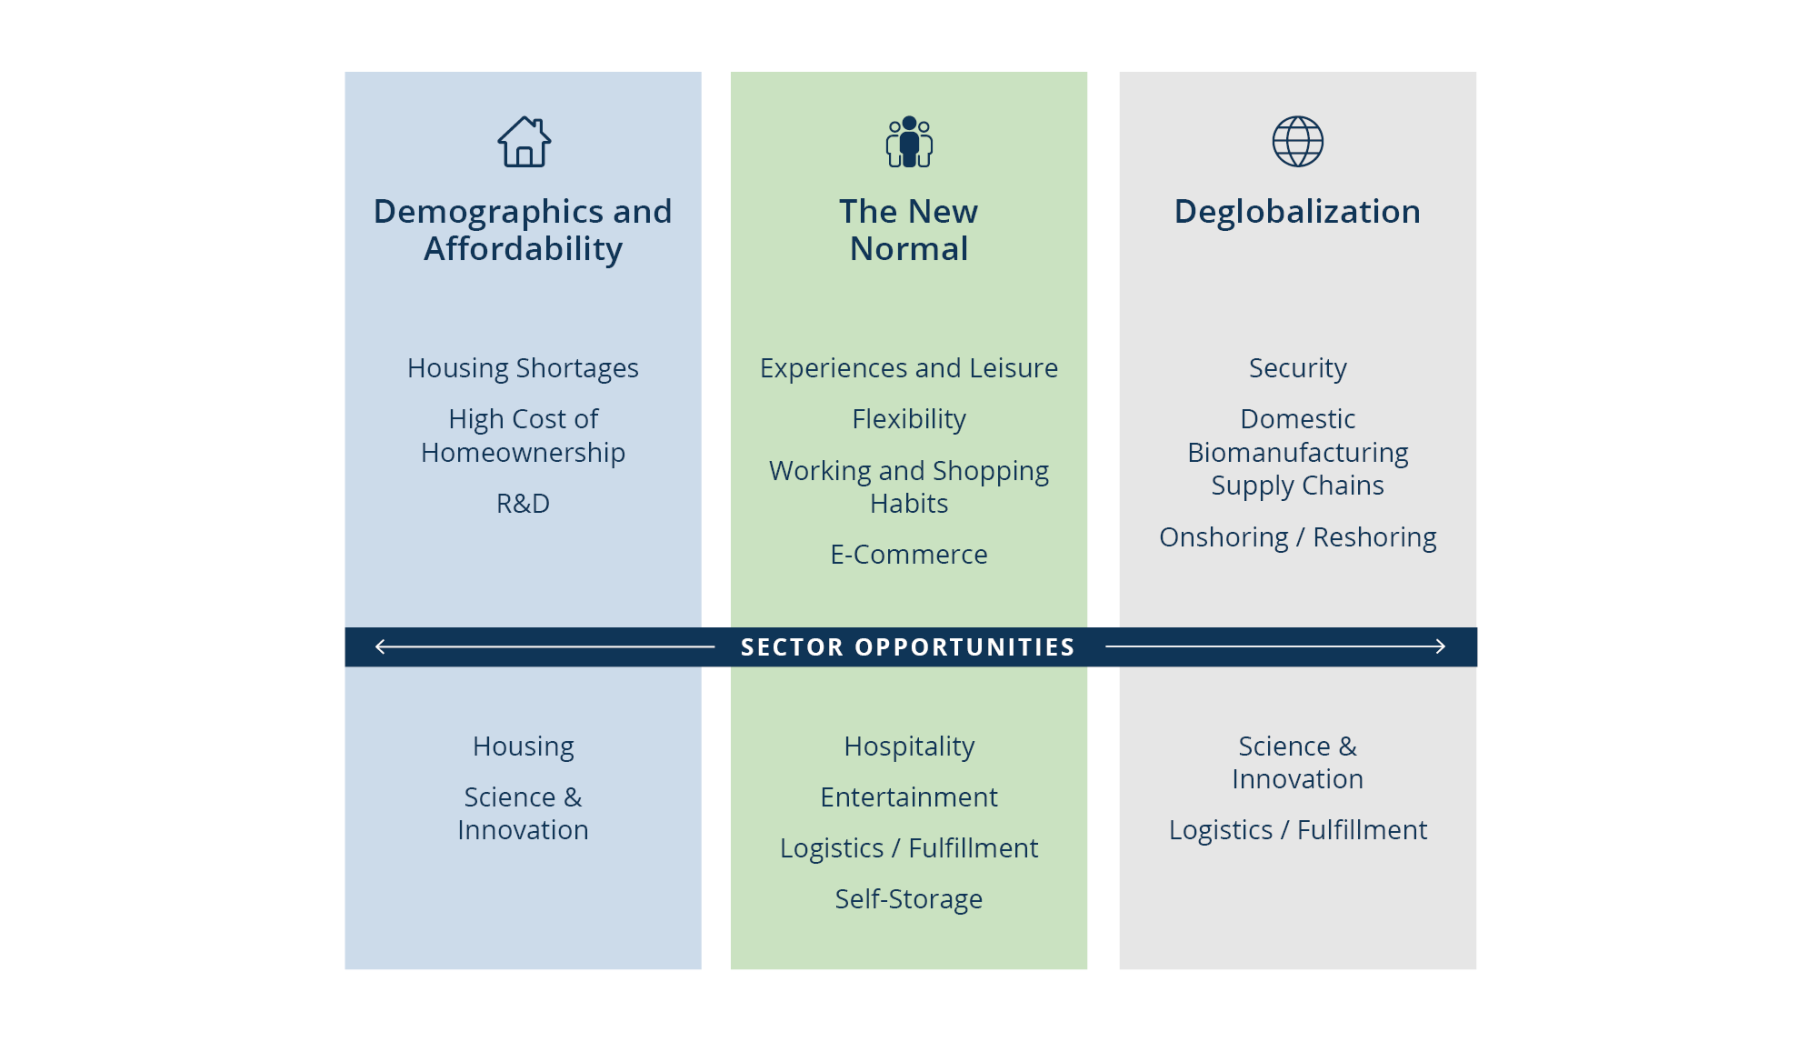 Demographics and
Affordability
Housing Shortages
High Cost of
Homeownership
R&D
The New
Normal
Experiences and Leisure
Flexibility
Working and Shopping
Habits
E-Commerce
Deglobalization
Security
Domestic
Biomanufacturing
Supply Chains
Onshoring / Reshoring
SECTOR OPPORTUNITIES
Housing
Science &
Innovation
Hospitality
Entertainment
Logistics / Fulfillment
Self-Storage
Science &
Innovation
Logistics / Fulfillment